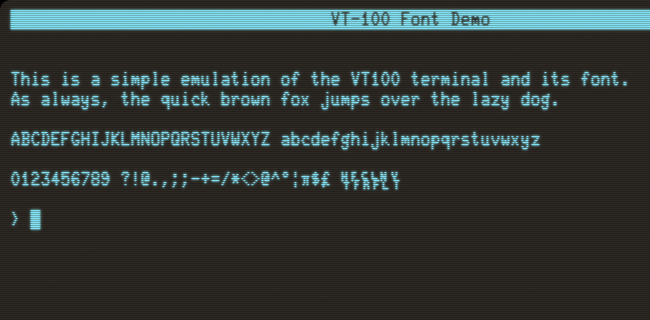 VT-100 Font Demo
This is a simple emulation of the VT100 terminal and its font.
As always, the quick brown fox jumps over the lazy dog.
ABCDEFGHIJKLMNOPQRSTUVWXYZ abcdefghijklmnopqrstuvwxyz
0123456789 ?!@.,;;-+=/*<>@^°¦π$£ ␤␌␍␊␋
>